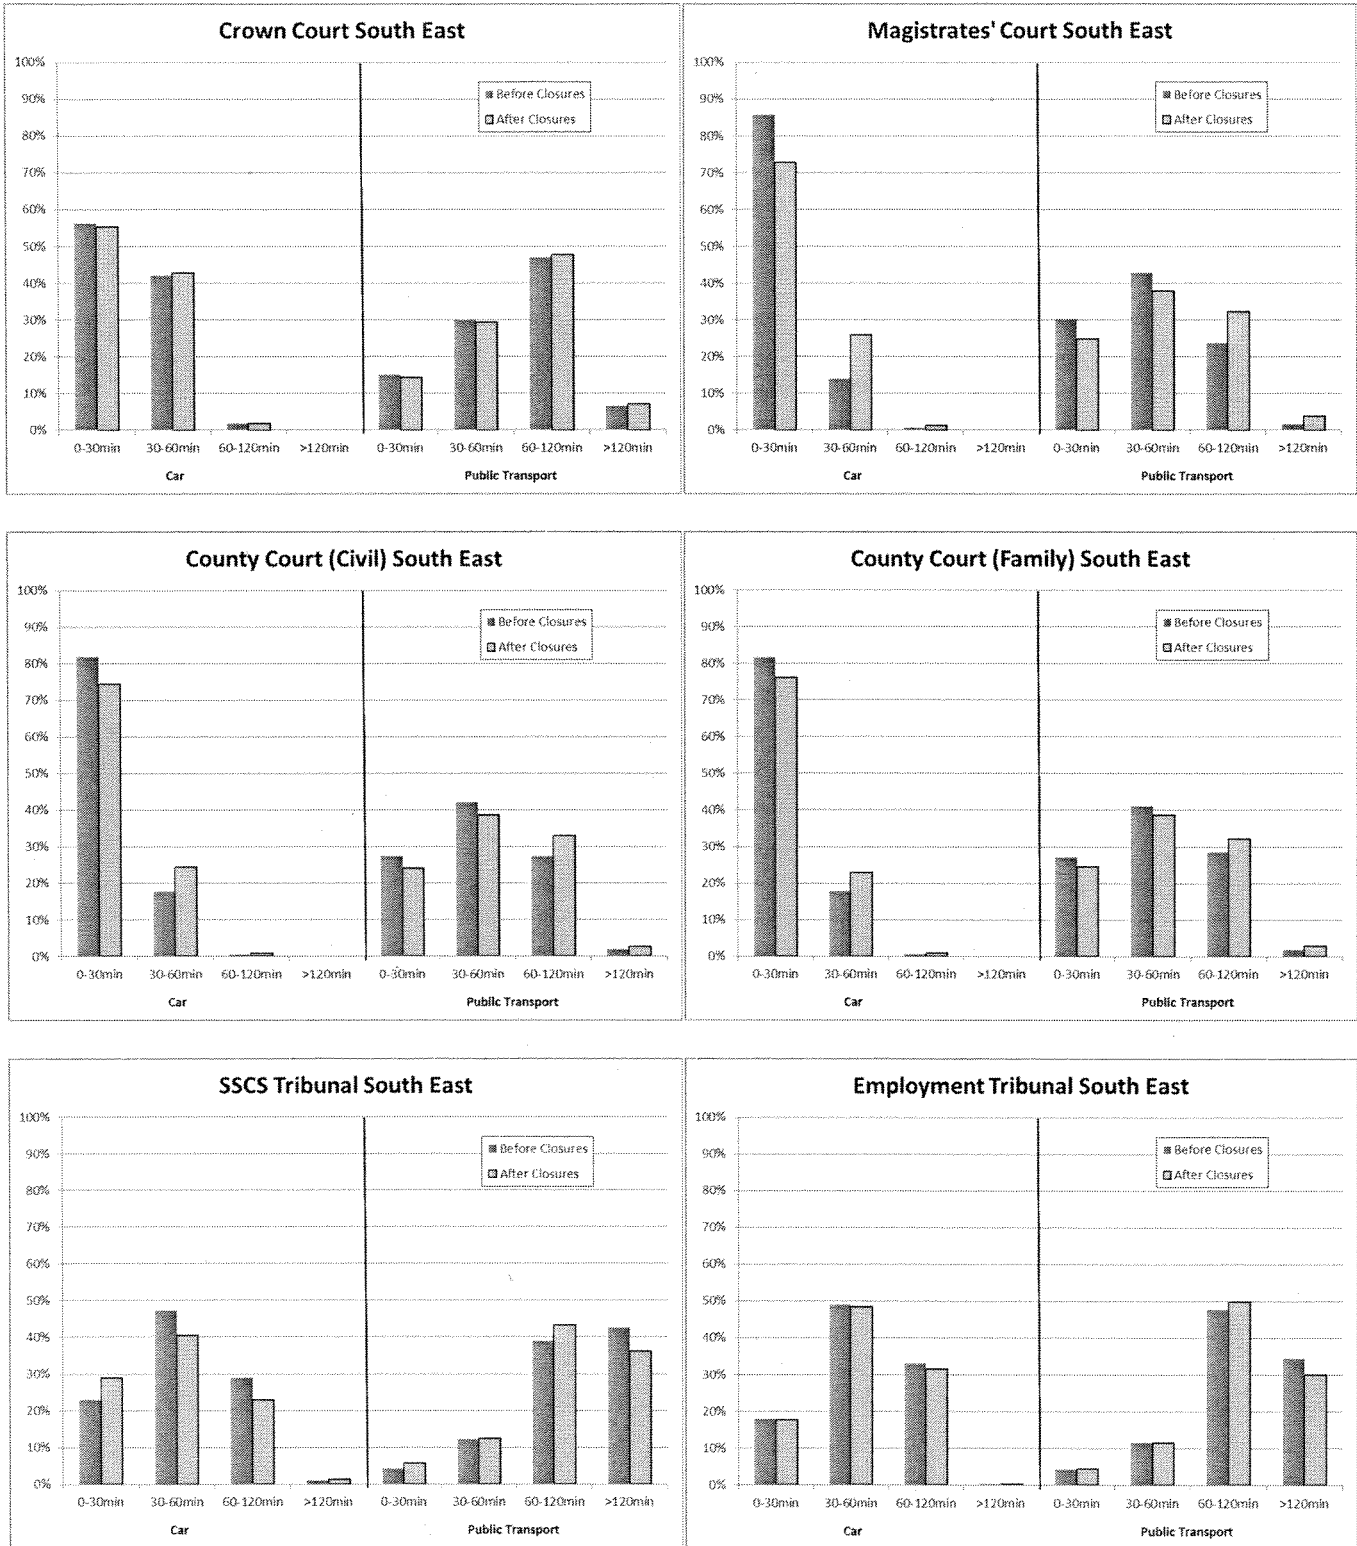 Crown Court South East
100%
90%
80%
70%
60%
50%
40%
30%
20%
10%
0%
Before Closures
After Closures
0-30min 30-60min 60-120min >120min 0-30min 30-60min 60-120min >120min
Car Public Transport
Magistrates' Court South East
100%
90%
80%
70%
60%
50%
40%
30%
20%
10%
0%
Before Closures
After Closures
0-30min 30-60min 60-120min >120min 0-30min 30-60min 60-120min >120min
Car Public Transport
County Court (Civil) South East
100%
90%
80%
70%
60%
50%
40%
30%
20%
10%
0%
Before Closures
After Closures
0-30min 30-60min 60-120min >120min 0-30min 30-60min 60-120min >120min
Car Public Transport
County Court (Family) South East
100%
90%
80%
70%
60%
50%
40%
30%
20%
10%
0%
Before Closures
After Closures
0-30min 30-60min 60-120min >120min 0-30min 30-60min 60-120min >120min
Car Public Transport
SSCS Tribunal South East
100%
90%
80%
70%
60%
50%
40%
30%
20%
10%
0%
Before Closures
After Closures
0-30min 30-60min 60-120min >120min 0-30min 30-60min 60-120min >120min
Car Public Transport
Employment Tribunal South East
100%
90%
80%
70%
60%
50%
40%
30%
20%
10%
0%
Before Closures
After Closures
0-30min 30-60min 60-120min >120min 0-30min 30-60min 60-120min >120min
Car Public Transport